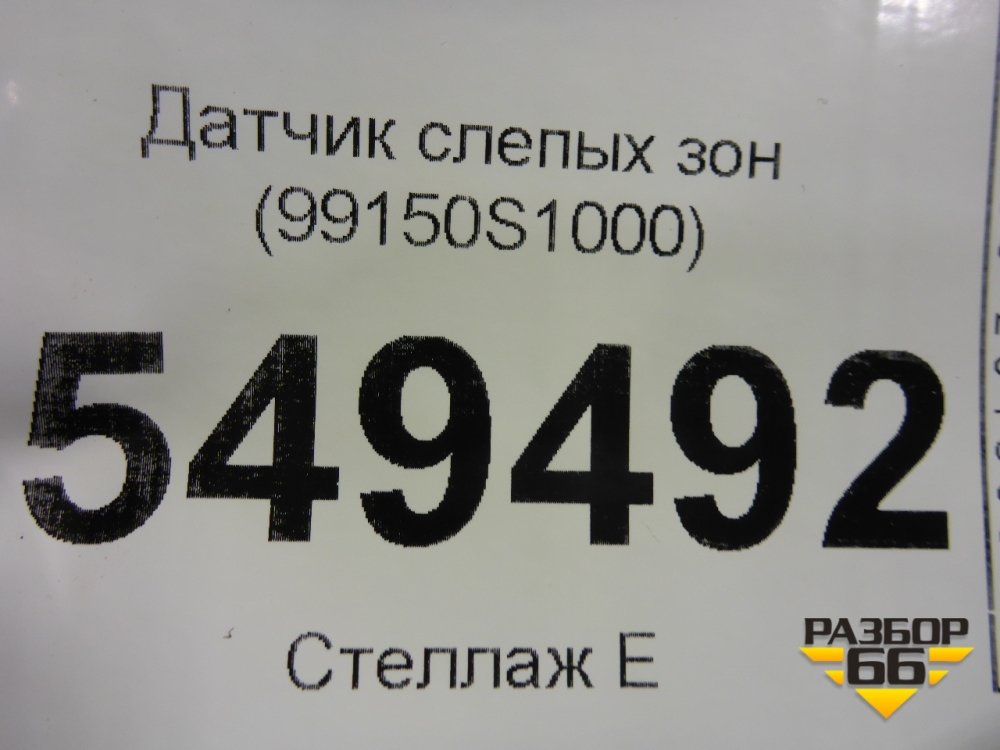 Датчик слепых зон
(99150S1000)
549492
Стеллаж Е
РАЗБОР
66